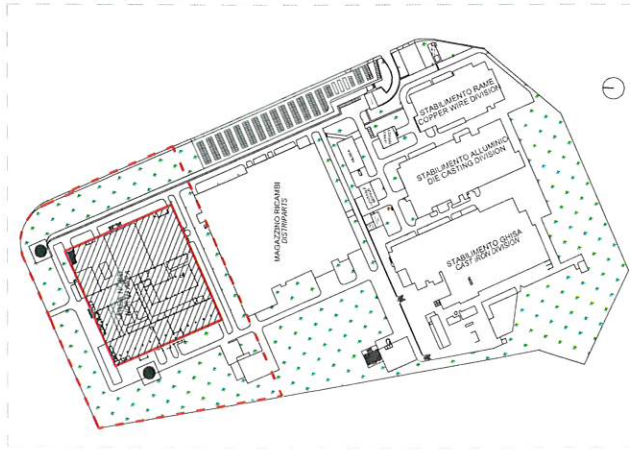 STABILIMENTO RAME
COPPER WIRE DIVISION
STABILIMENTO ALLUMINIO
DIE CASTING DIVISION
STABILIMENTO GHISA
CAST IRON DIVISION
MAGAZZINO RICAMBI
DISTRIPARTS